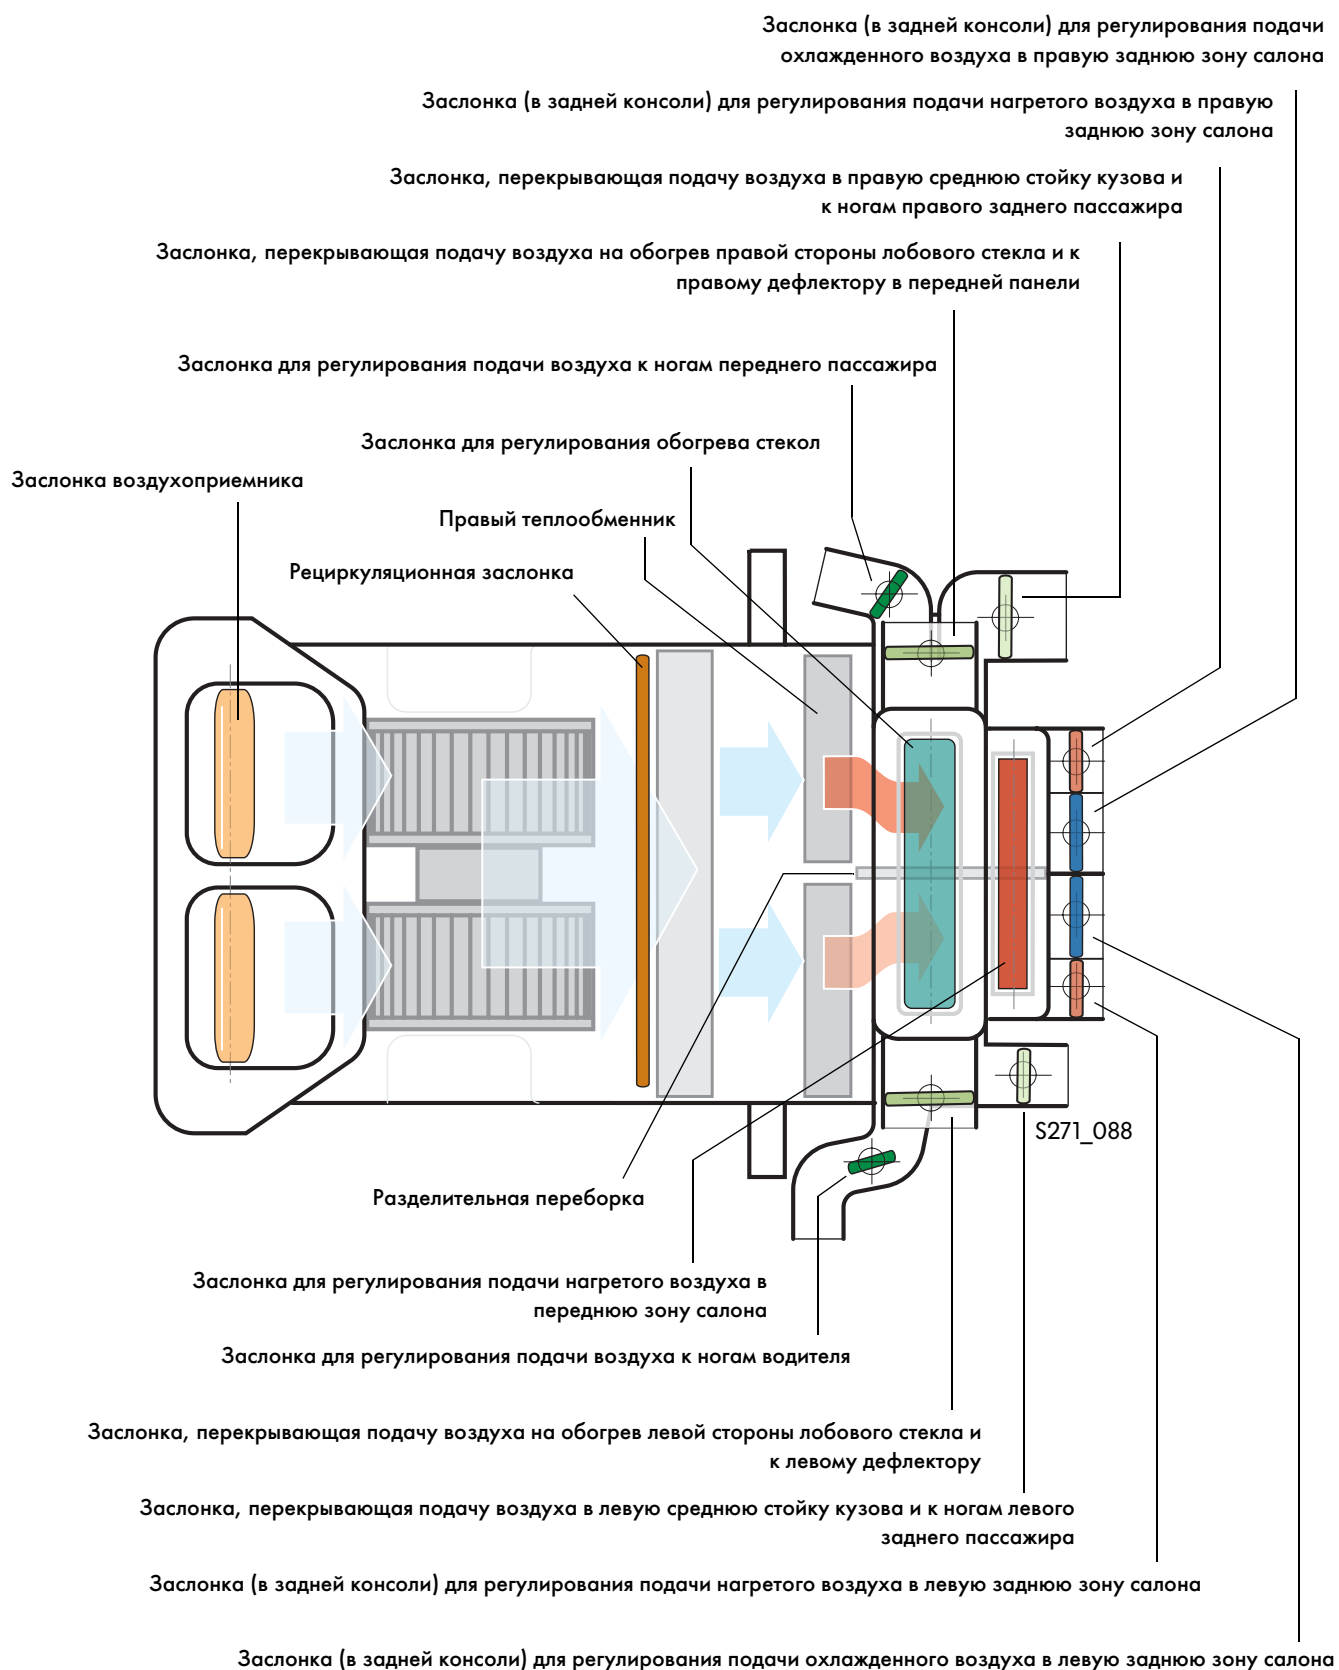 Заслонка (в задней консоли) для регулирования подачи
охлажденного воздуха в правую заднюю зону салона
Заслонка (в задней консоли) для регулирования подачи нагретого воздуха в правую
заднюю зону салона
Заслонка, перекрывающая подачу воздуха в правую среднюю стойку кузова и
к ногам правого заднего пассажира
Заслонка, перекрывающая подачу воздуха на обогрев правой стороны лобового стекла и к
правому дефлектору в передней панели
Заслонка для регулирования подачи воздуха к ногам переднего пассажира
Заслонка для регулирования обогрева стекол
Заслонка воздухоприемника
Правый теплообменник
Рециркуляционная заслонка
S271_088
Разделительная переборка
Заслонка для регулирования подачи нагретого воздуха в
переднюю зону салона
Заслонка для регулирования подачи воздуха к ногам водителя
Заслонка, перекрывающая подачу воздуха на обогрев левой стороны лобового стекла и
к левому дефлектору
Заслонка, перекрывающая подачу воздуха в левую среднюю стойку кузова и к ногам левого
заднего пассажира
Заслонка (в задней консоли) для регулирования подачи нагретого воздуха в левую заднюю зону салона
Заслонка (в задней консоли) для регулирования подачи охлажденного воздуха в левую заднюю зону салона